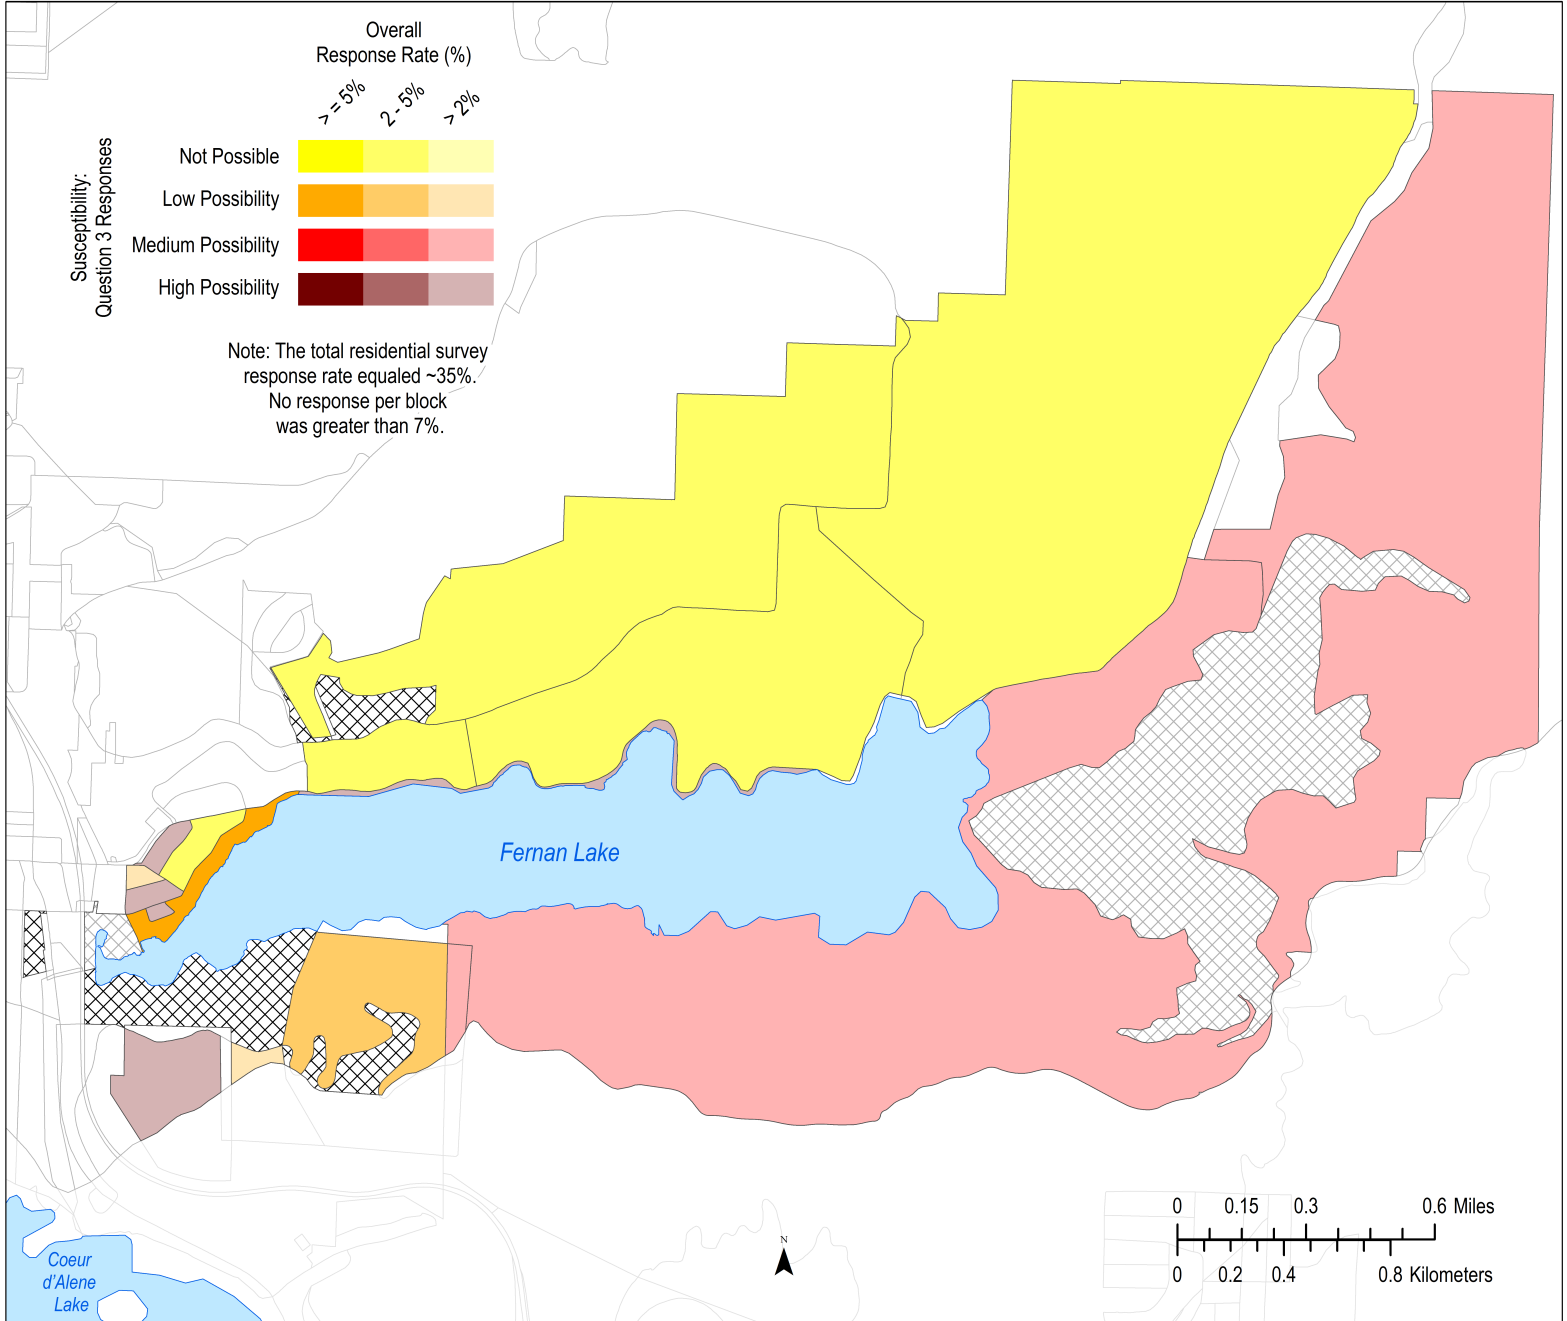 Overall
Response Rate (%)
> = 5%
2 - 5%
> 2%
Susceptibility:
Question 3 Responses
Not Possible
Low Possibility
Medium Possibility
High Possibility
Note: The total residential survey
response rate equaled ~35%.
No response per block
was greater than 7%.
Fernan Lake
Coeur
d'Alene
Lake
N
0 0.15 0.3 0.6 Miles
0 0.2 0.4 0.8 Kilometers